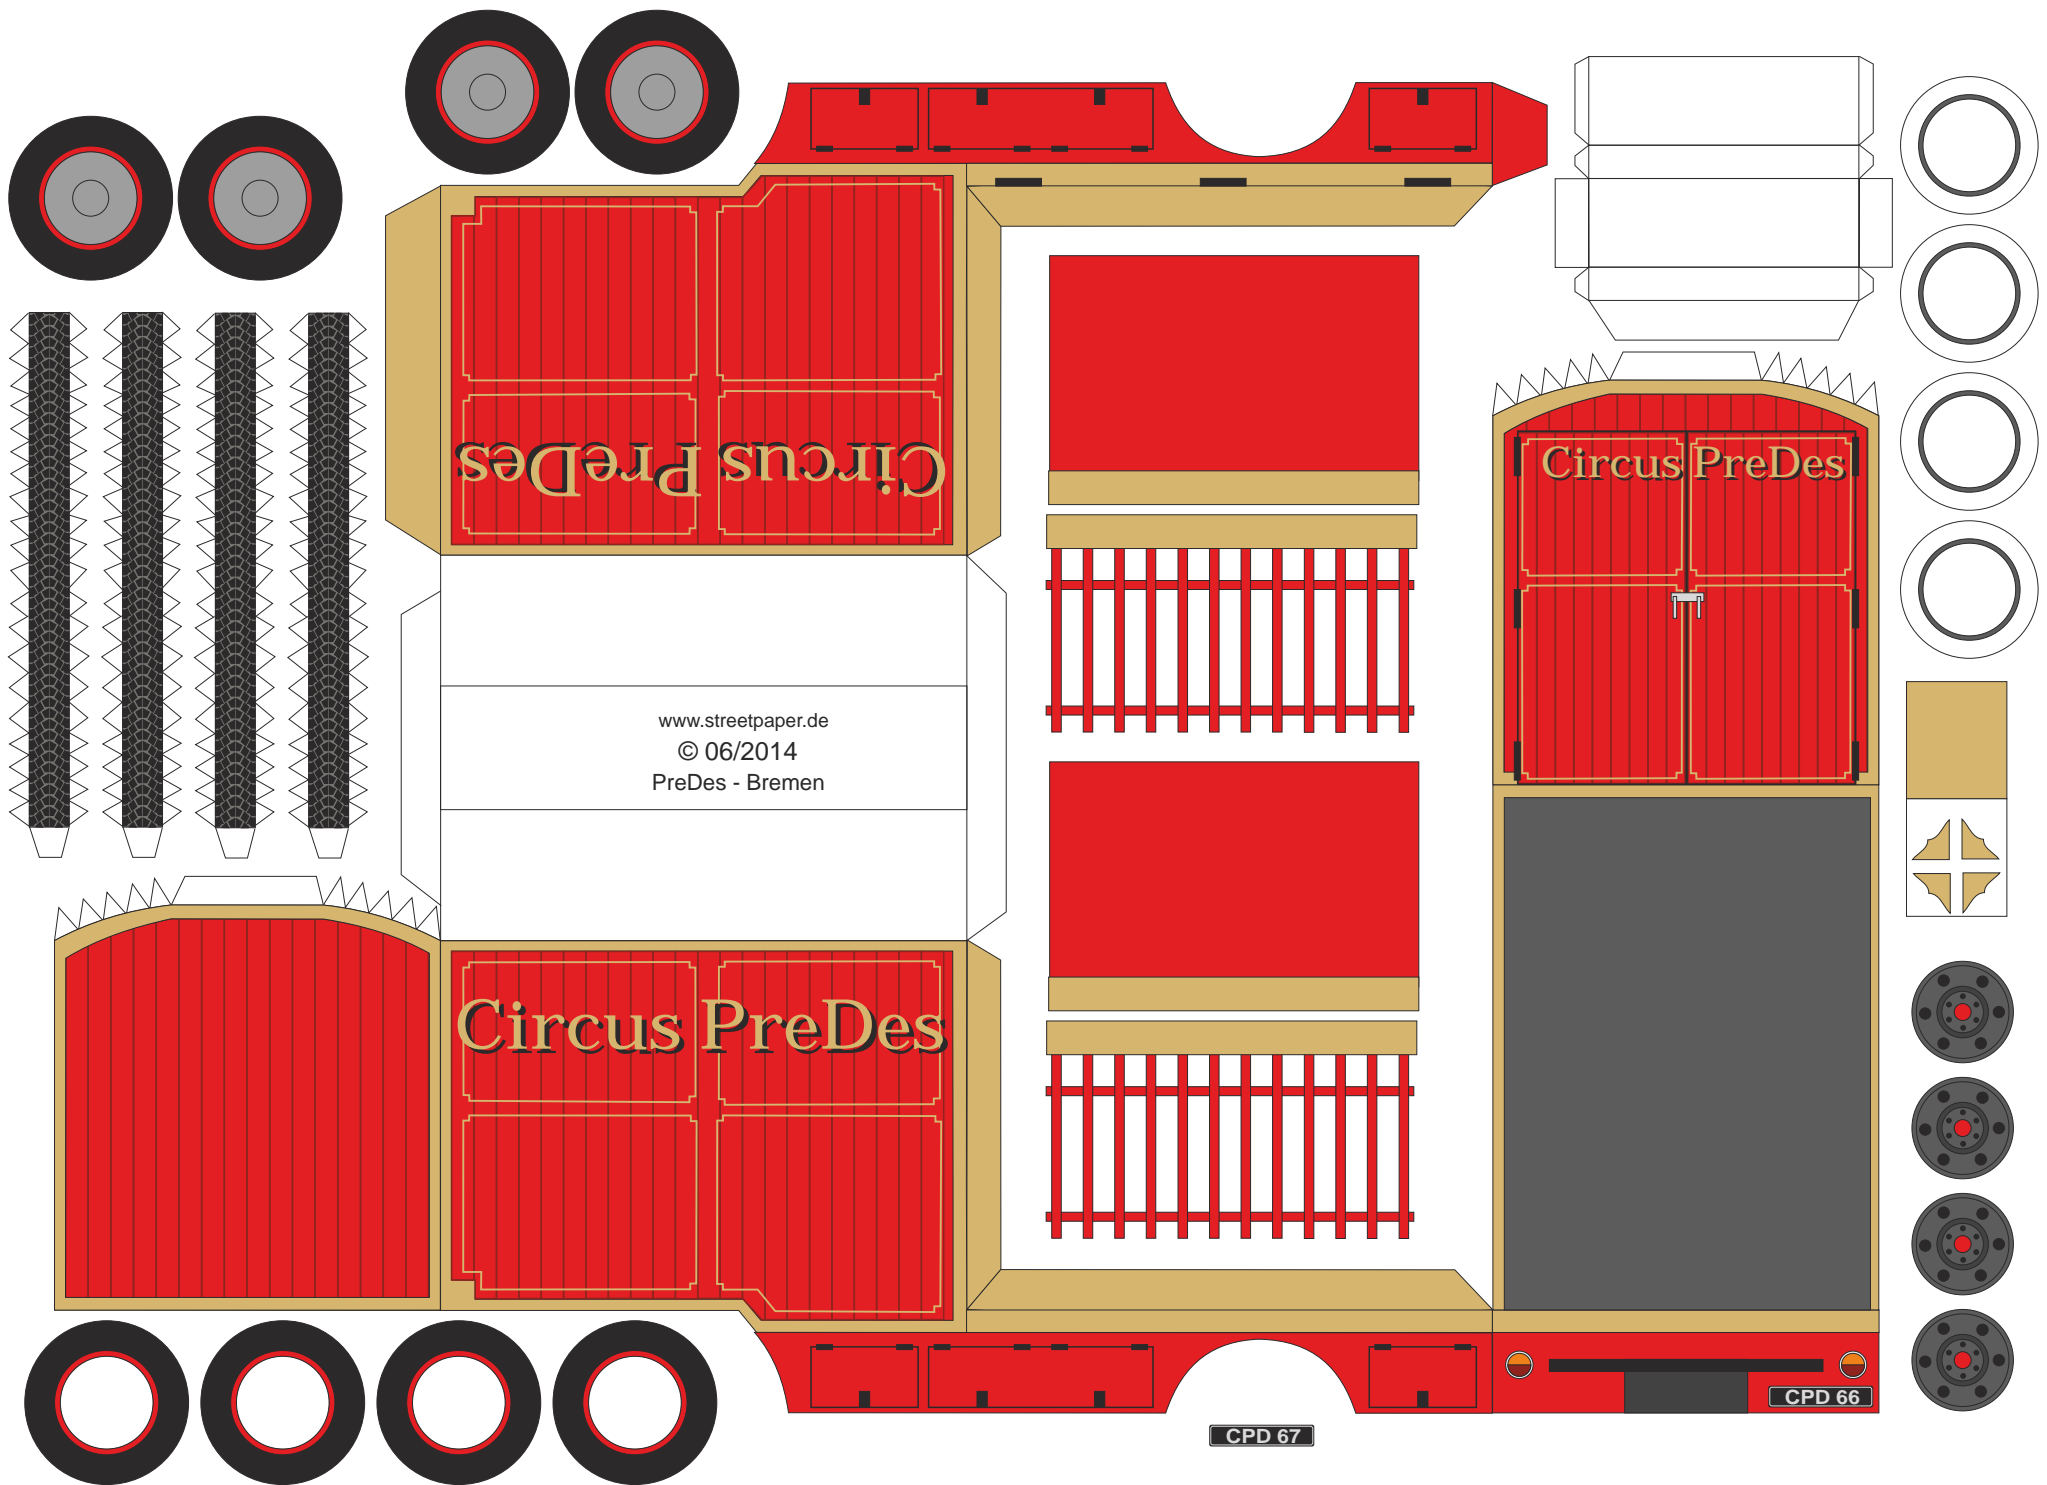 Circus PreDes
Circus PreDes
www.streetpaper.de
© 06/2014
PreDes - Bremen
Circus PreDes
CPD 66
CPD 67